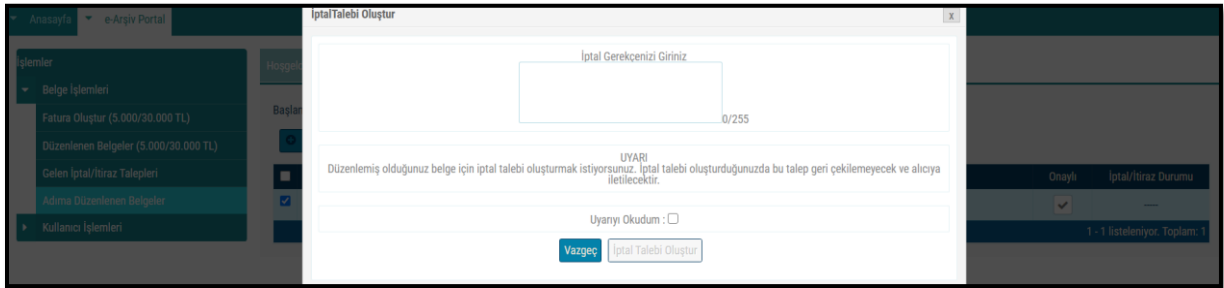 Anasayfa
e-Arşiv Portal
İptalTalebi Oluştur
x
İşlemler
Belge İşlemleri
Fatura Oluştur (5.000/30.000 TL)
Düzenlenen Belgeler (5.000/30.000 TL)
Gelen İptal/İtiraz Talepleri
Adıma Düzenlenen Belgeler
Kullanıcı İşlemleri
İptal Gerekçenizi Giriniz
0/255
UYARI
Düzenlemiş olduğunuz belge için iptal talebi oluşturmak istiyorsunuz. İptal talebi oluşturduğunuzda bu talep geri çekilemeyecek ve alıcıya
iletilecektir.
Uyarıyı Okudum :
Vazgeç
İptal Talebi Oluştur
Onaylı
İptal/İtiraz Durumu
----
1 - 1 listeleniyor. Toplam: 1